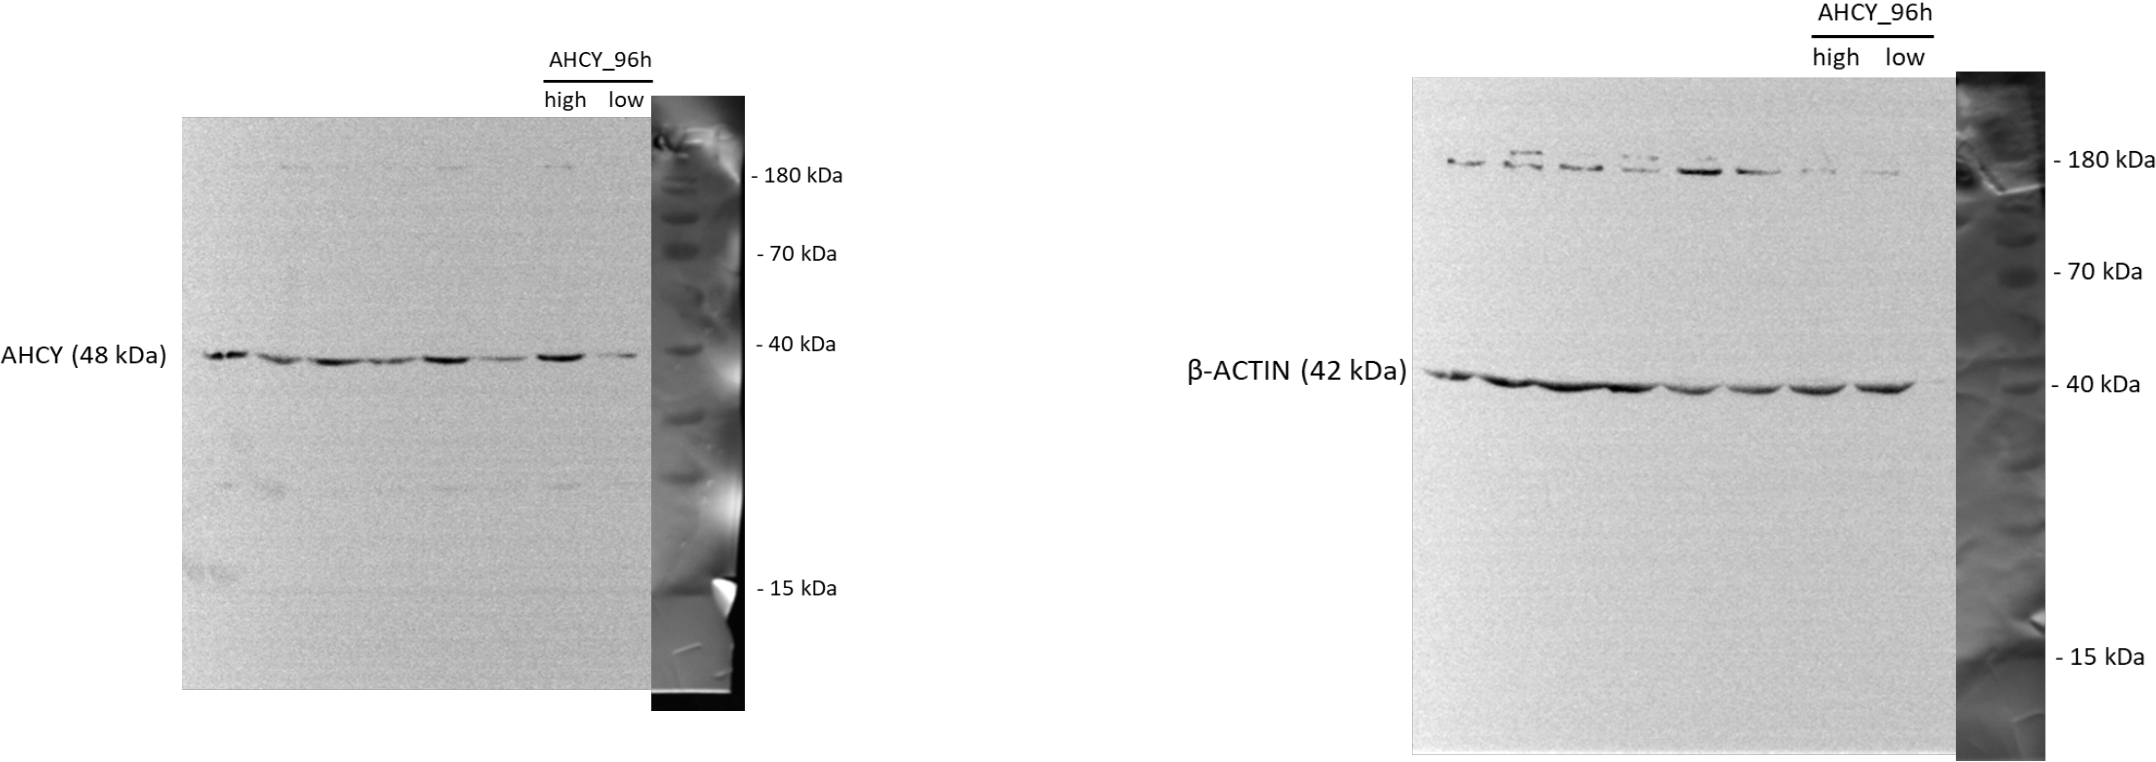 AHCY_96h
high low
- 180 kDa
- 70 kDa
- 40 kDa
AHCY (48 kDa)
- 15 kDa
AHCY_96h
high low
- 180 kDa
- 70 kDa
β-ACTIN (42 kDa)
- 40 kDa
- 15 kDa